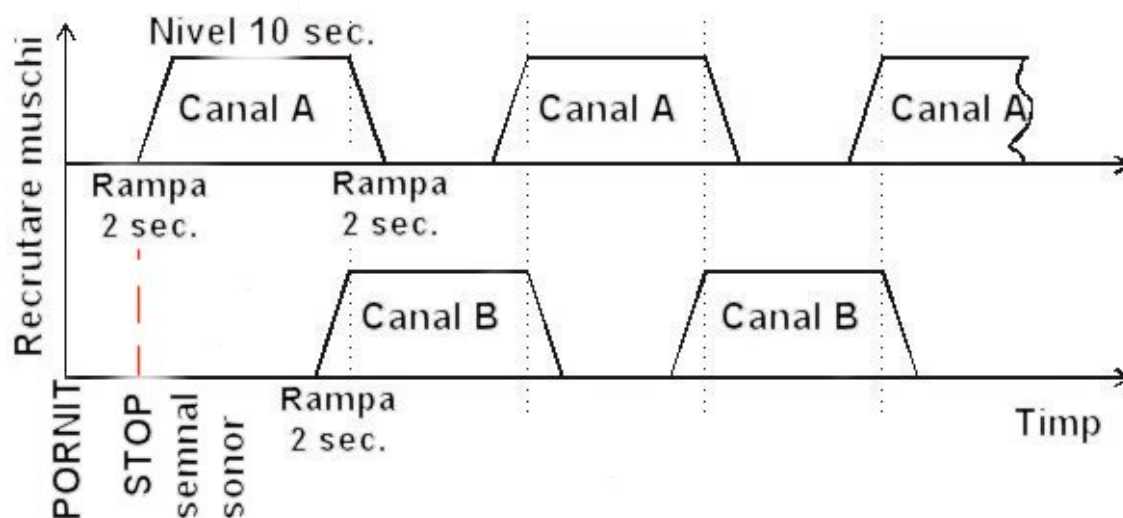 Recrutare muschi
Nivel 10 sec.
Canal A
Canal A
Canal A
Rampa
2 sec.
Rampa
2 sec.
Canal B
Canal B
Rampa
2 sec.
Timp
PORNIT
STOP
semnal
sonor